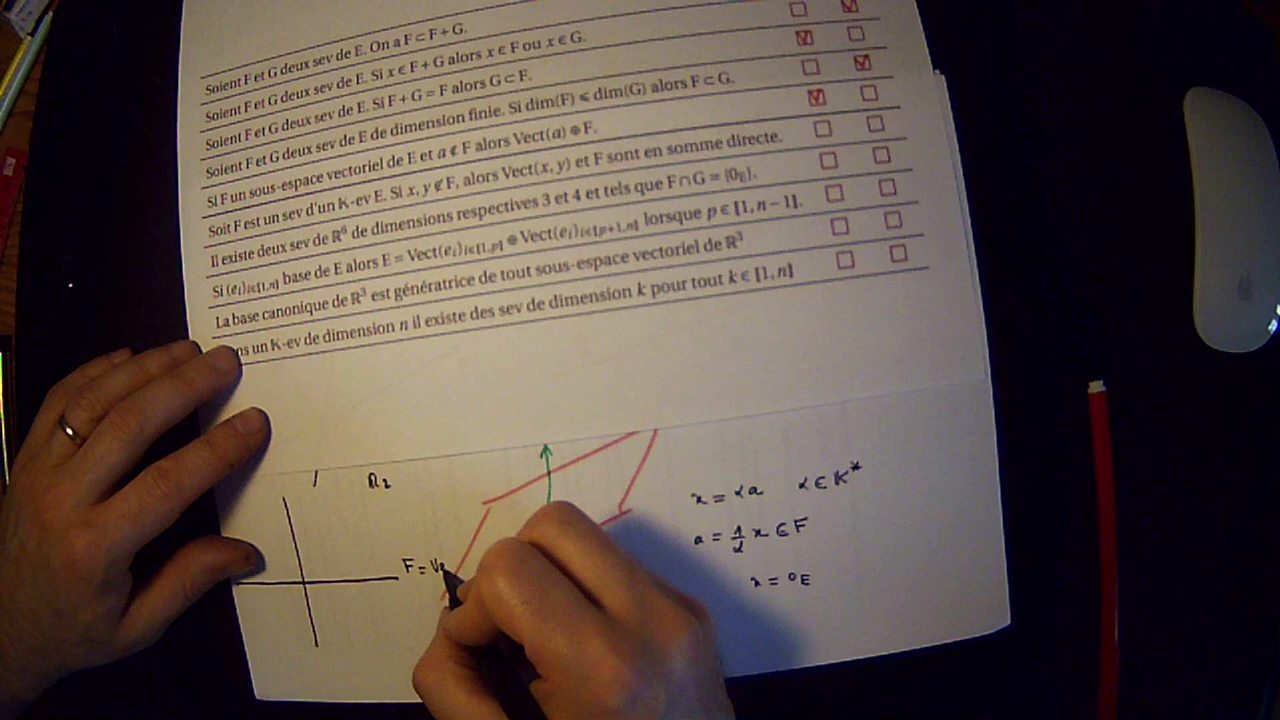 Soient F et G deux sev de E. On a F ⊂ F + G.
Soient F et G deux sev de E. Si x ∈ F + G alors x ∈ F ou x ∈ G.
Soient F et G deux sev de E. Si F + G = F alors G ⊂ F.
Soient F et G deux sev de E de dimension finie. Si dim(F) ⩽ dim(G) alors F ⊂ G.
Si F un sous-espace vectoriel de E et a ∉ F alors Vect(a) ⊕ F.
Soit F est un sev d'un K-ev E. Si x, y ∉ F, alors Vect(x, y) et F sont en somme directe.
Il existe deux sev de R⁶ de dimensions respectives 3 et 4 et tels que F ∩ G = {0_E}.
Si (e_i)_{i∈[1,n]} base de E alors E = Vect(e_i)_{i∈[1,p]} ⊕ Vect(e_i)_{i∈[p+1,n]} lorsque p ∈ [1, n − 1].
La base canonique de R³ est génératrice de tout sous-espace vectoriel de R³
ns un K-ev de dimension n il existe des sev de dimension k pour tout k ∈ [1, n]
R₂
x = αa α ∈ K*
a = 1/α x ∈ F
F = Ve
x = 0_E